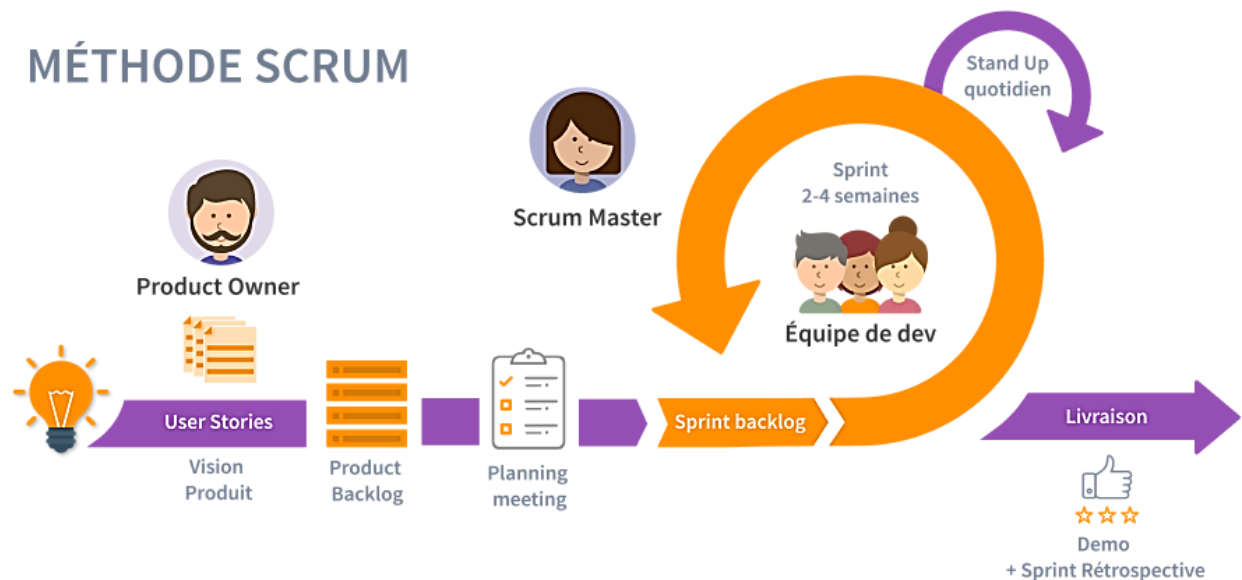 MÉTHODE SCRUM
Stand Up
quotidien
Sprint
2-4 semaines
Scrum Master
Product Owner
Équipe de dev
User Stories
Sprint backlog
Livraison
Vision
Produit
Product
Backlog
Planning
meeting
Demo
+ Sprint Rétrospective